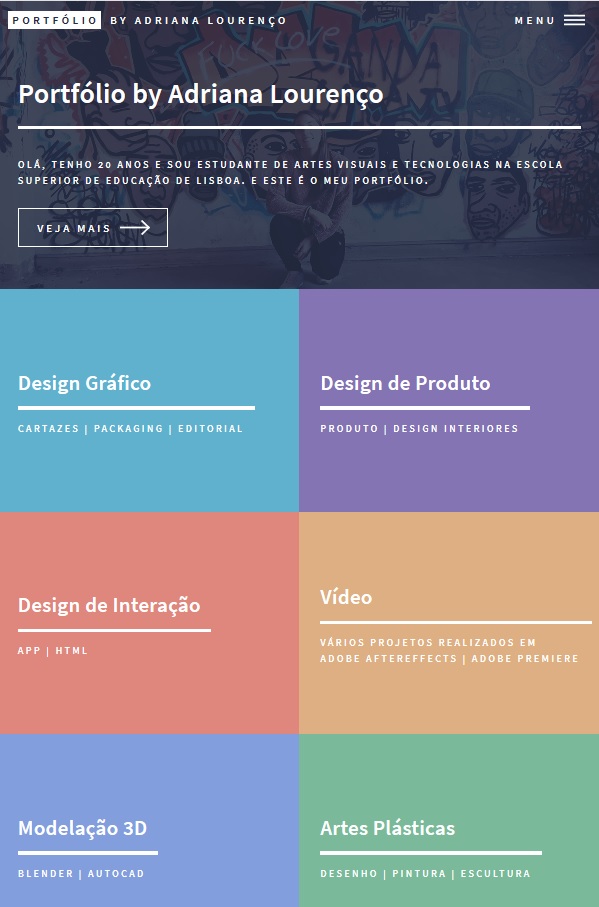 PORTFÓLIO BY ADRIANA LOURENÇO
MENU
FUCK LOVE
Portfólio by Adriana Lourenço
OLÁ, TENHO 20 ANOS E SOU ESTUDANTE DE ARTES VISUAIS E TECNOLOGIAS NA ESCOLA
SUPERIOR DE EDUCAÇÃO DE LISBOA. E ESTE É O MEU PORTFÓLIO.
VEJA MAIS
Design Gráfico
CARTAZES | PACKAGING | EDITORIAL
Design de Produto
PRODUTO | DESIGN INTERIORES
Design de Interação
APP | HTML
Vídeo
VÁRIOS PROJETOS REALIZADOS EM
ADOBE AFTEREFFECTS | ADOBE PREMIERE
Modelação 3D
BLENDER | AUTOCAD
Artes Plásticas
DESENHO | PINTURA | ESCULTURA